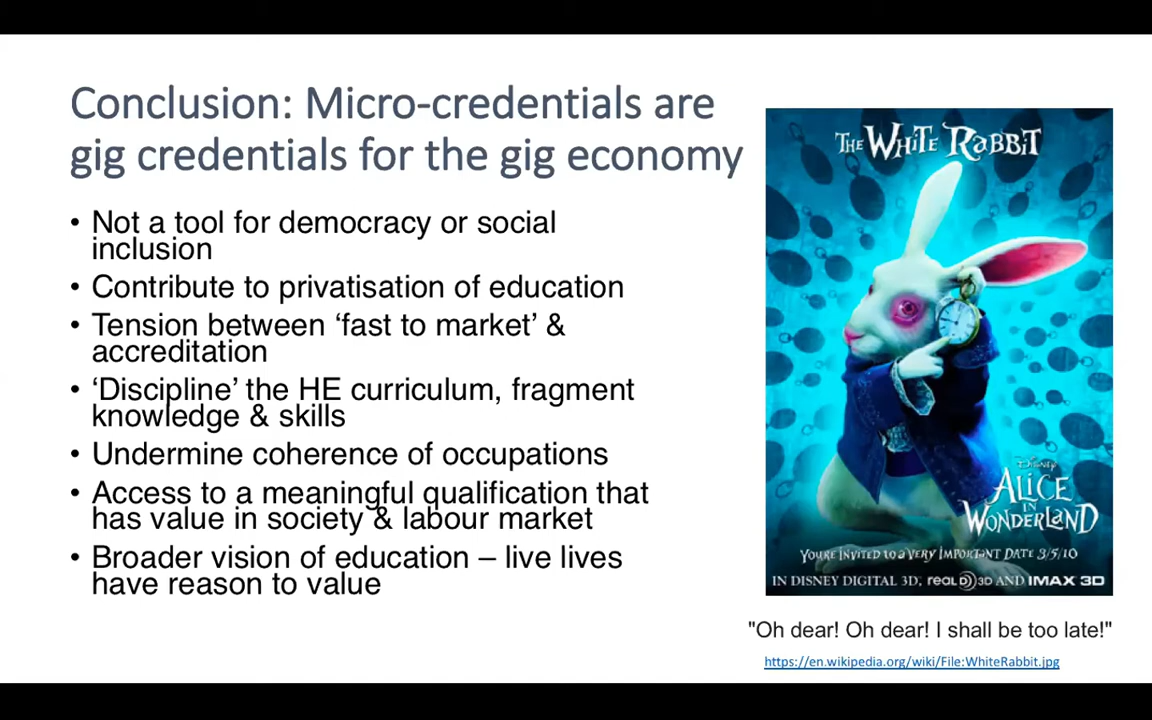 Conclusion: Micro-credentials are
gig credentials for the gig economy
• Not a tool for democracy or social
inclusion
• Contribute to privatisation of education
• Tension between ‘fast to market’ &
accreditation
• ‘Discipline’ the HE curriculum, fragment
knowledge & skills
• Undermine coherence of occupations
• Access to a meaningful qualification that
has value in society & labour market
• Broader vision of education – live lives
have reason to value
THE WHITE RABBIT
DISNEY
ALICE
IN
WONDERLAND
YOU'RE INVITED TO A VERY IMPORTANT DATE 3/5/10
IN DISNEY DIGITAL 3D, REAL D 3D AND IMAX 3D
"Oh dear! Oh dear! I shall be too late!"
https://en.wikipedia.org/wiki/File:WhiteRabbit.jpg